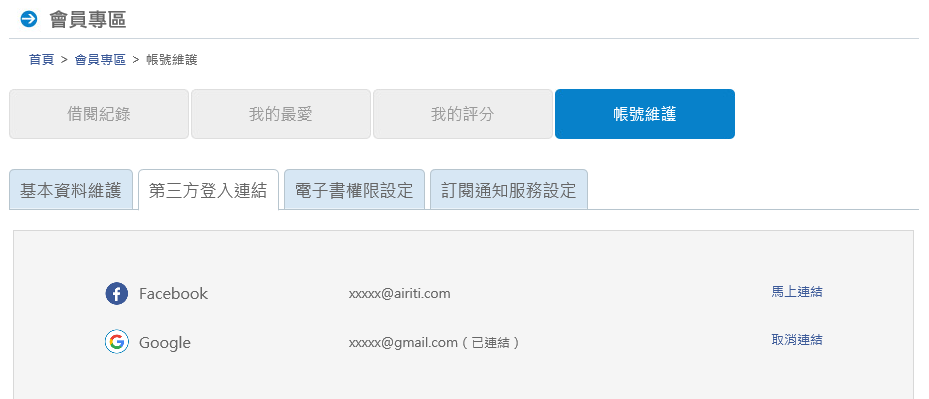 會員專區
首頁 > 會員專區 > 帳號維護
借閱紀錄 我的最愛 我的評分 帳號維護
基本資料維護 第三方登入連結 電子書權限設定 訂閱通知服務設定
Facebook xxxxx@airiti.com 馬上連結
Google xxxxx@gmail.com（已連結） 取消連結